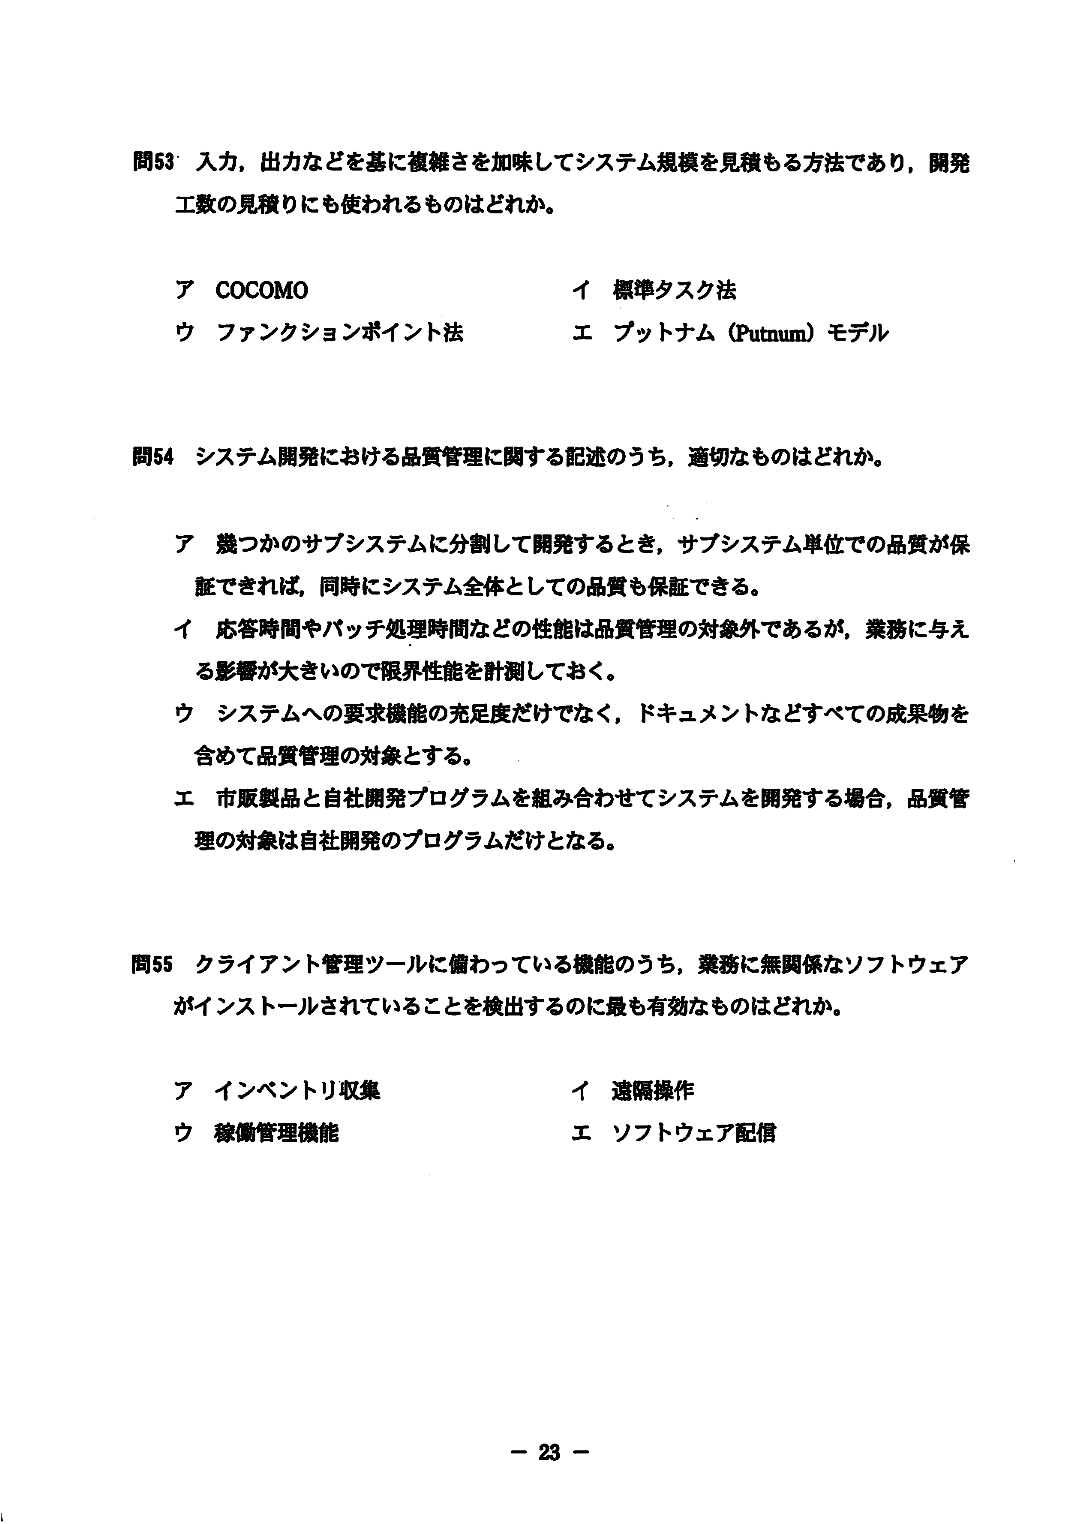 問53 入力，出力などを基に複雑さを加味してシステム規模を見積もる方法であり，開発
工数の見積りにも使われるものはどれか。
ア COCOMO イ 標準タスク法
ウ ファンクションポイント法 エ プットナム（Putnum）モデル
問54 システム開発における品質管理に関する記述のうち，適切なものはどれか。
ア 幾つかのサブシステムに分割して開発するとき，サブシステム単位での品質が保
証できれば，同時にシステム全体としての品質も保証できる。
イ 応答時間やバッチ処理時間などの性能は品質管理の対象外であるが，業務に与え
る影響が大きいので限界性能を計測しておく。
ウ システムへの要求機能の充足度だけでなく，ドキュメントなどすべての成果物を
含めて品質管理の対象とする。
エ 市販製品と自社開発プログラムを組み合わせてシステムを開発する場合，品質管
理の対象は自社開発のプログラムだけとなる。
問55 クライアント管理ツールに備わっている機能のうち，業務に無関係なソフトウェア
がインストールされていることを検出するのに最も有効なものはどれか。
ア インベントリ収集 イ 遠隔操作
ウ 稼働管理機能 エ ソフトウェア配信
－ 23 －